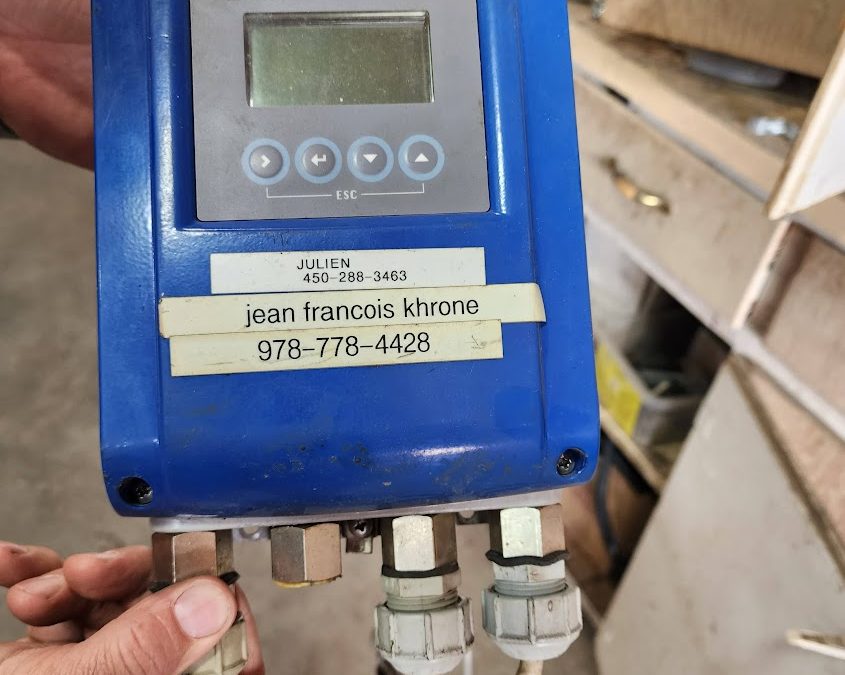 ESC
JULIEN
450-288-3463
jean francois khrone
978-778-4428